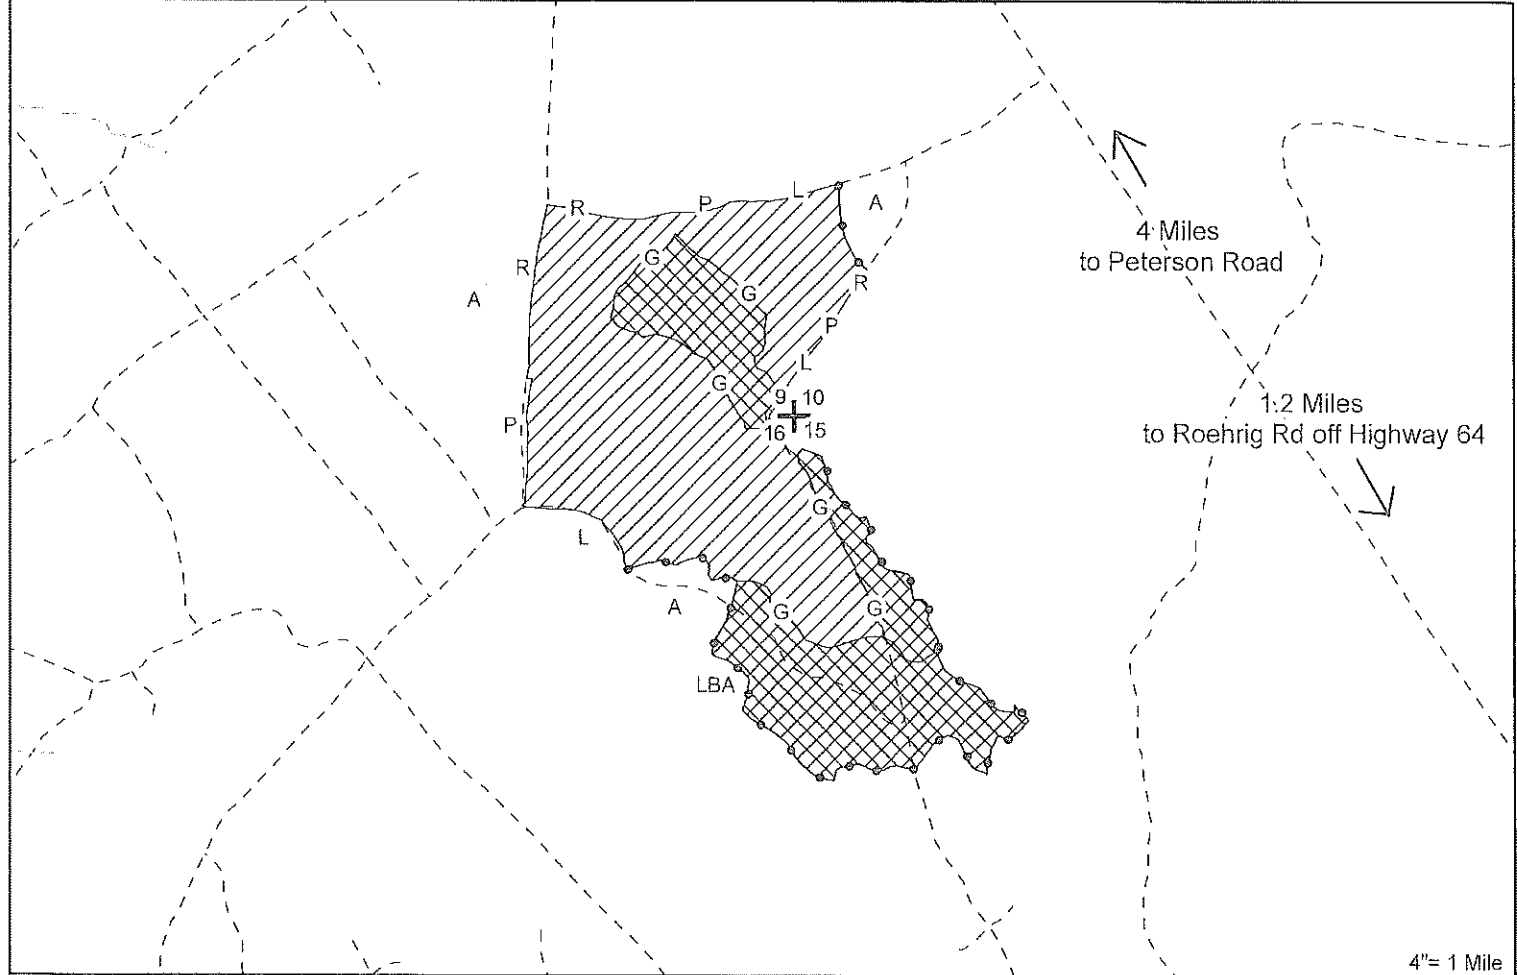 R P L A
R
A
G
G
R
P
L
G
9 10
16 15
P
L
G
A
G
G
LBA
4 Miles
to Peterson Road
1.2 Miles
to Roehrig Rd off Highway 64
4"= 1 Mile